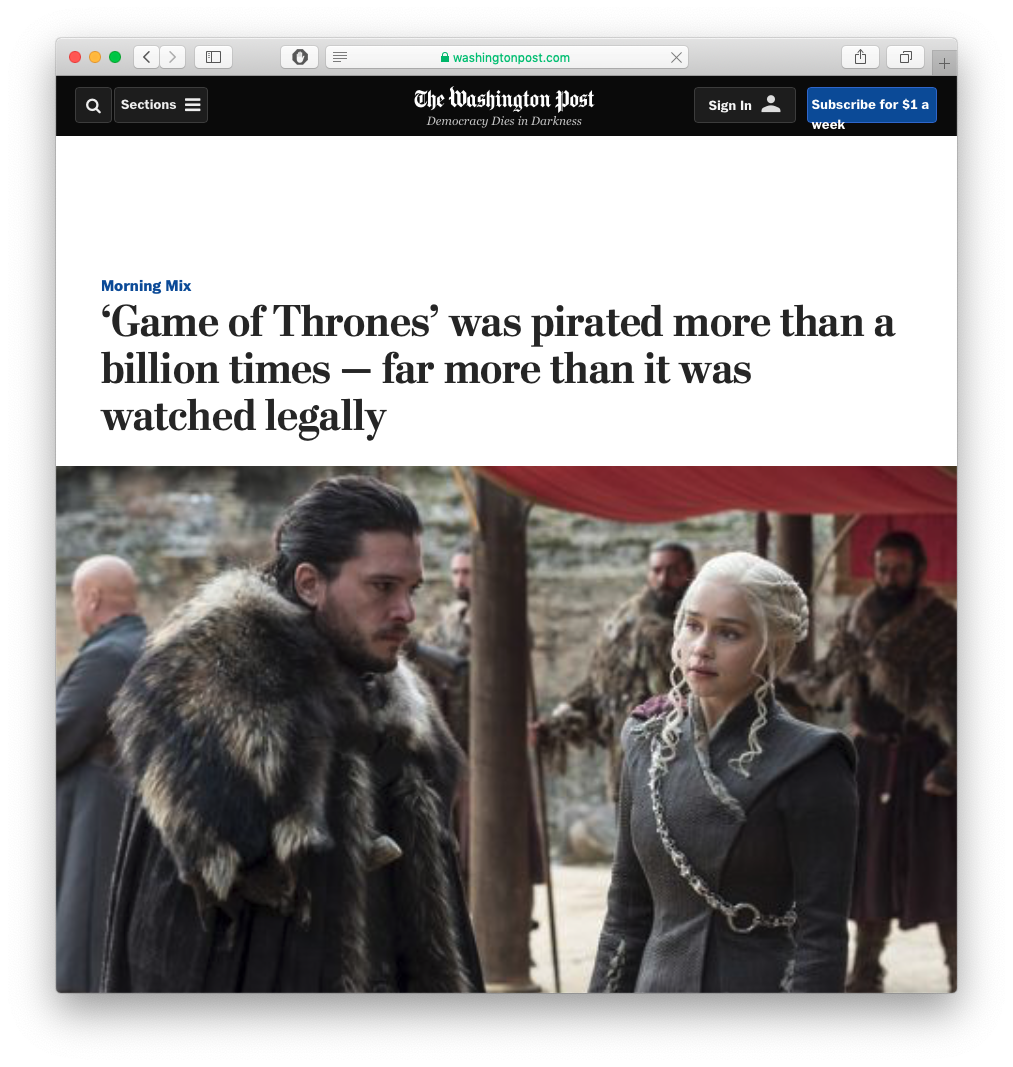 washingtonpost.com
Sections
The Washington Post
Democracy Dies in Darkness
Sign In
Subscribe for $1 a
week
Morning Mix
‘Game of Thrones’ was pirated more than a
billion times — far more than it was
watched legally